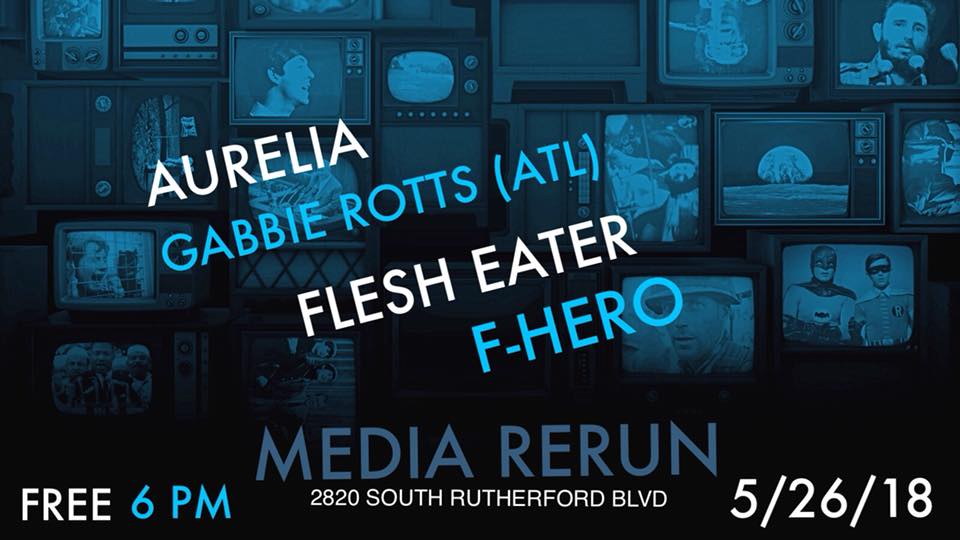 AURELIA
GABBIE ROTTS (ATL)
FLESH EATER
F-HERO
MEDIA RERUN
2820 SOUTH RUTHERFORD BLVD
FREE 6 PM
5/26/18
R